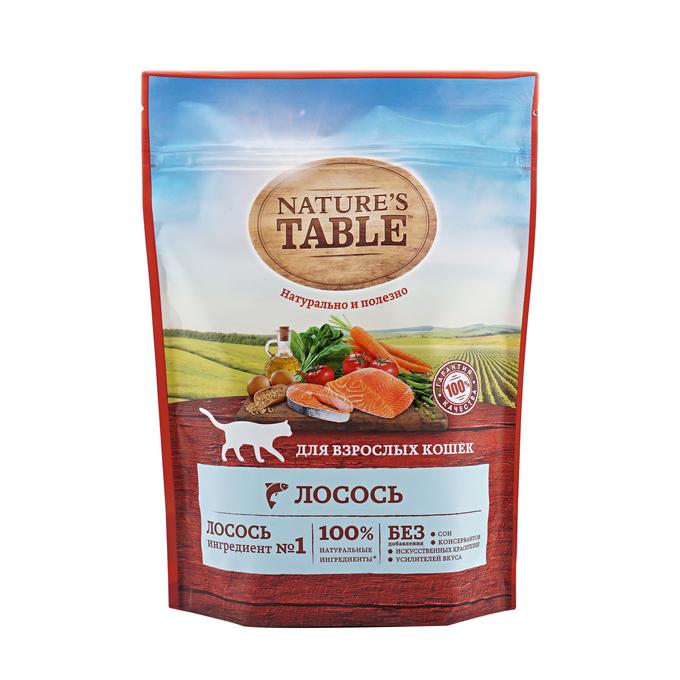 NATURE'S
TABLE™
Натурально и полезно
ГАРАНТИЯ
100%
КАЧЕСТВА
ДЛЯ ВЗРОСЛЫХ КОШЕК
ЛОСОСЬ
ЛОСОСЬ
ингредиент №1
100%
НАТУРАЛЬНЫЕ
ИНГРЕДИЕНТЫ*
БЕЗ
добавления
• СОИ
• КОНСЕРВАНТОВ
• ИСКУССТВЕННЫХ КРАСИТЕЛЕЙ
• УСИЛИТЕЛЕЙ ВКУСА